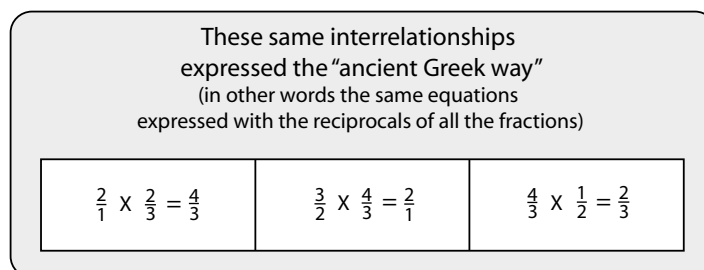 These same interrelationships
expressed the “ancient Greek way”
(in other words the same equations
expressed with the reciprocals of all the fractions)
2/1 X 2/3 = 4/3 3/2 X 4/3 = 2/1 4/3 X 1/2 = 2/3